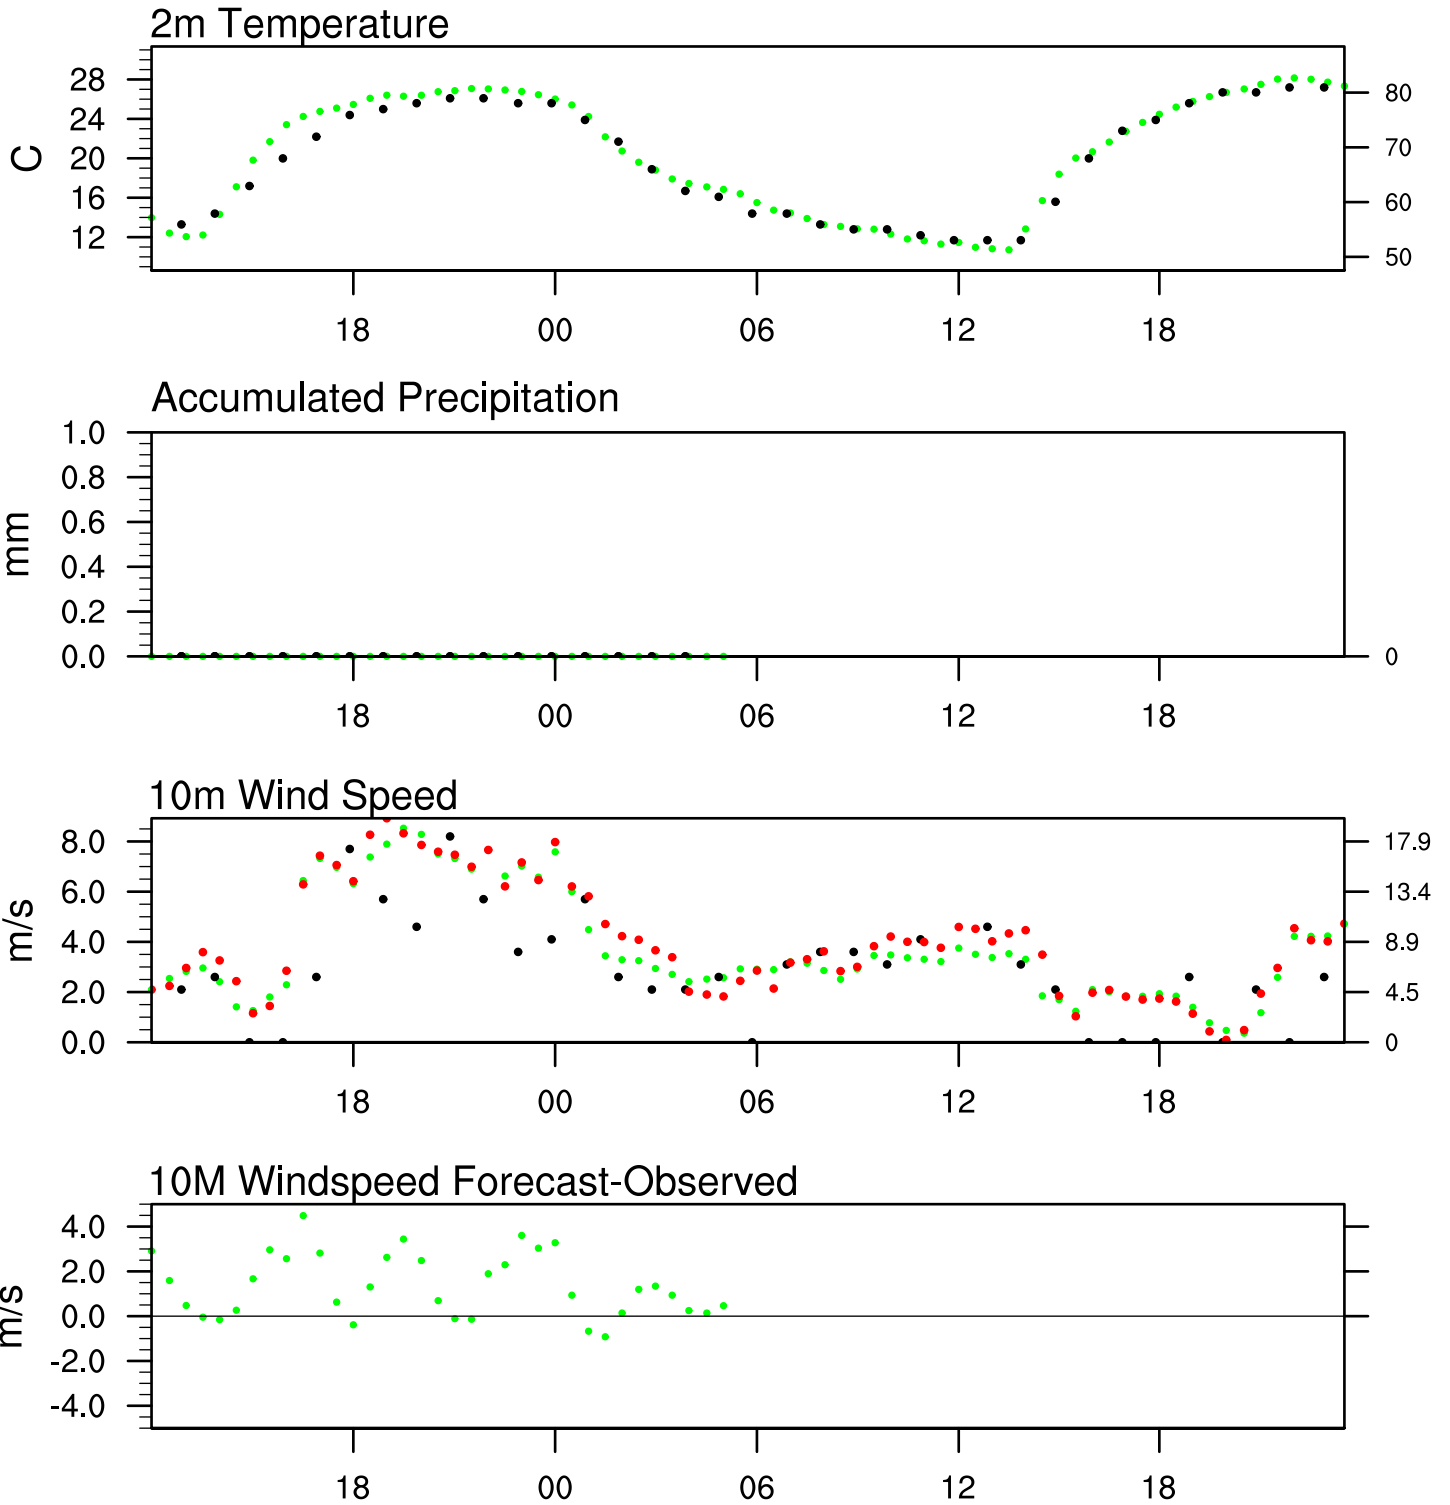 2m Temperature
28
24
20
16
12
C
80
70
60
50
18 00 06 12 18
Accumulated Precipitation
1.0
0.8
0.6
0.4
0.2
0.0
mm
0
18 00 06 12 18
10m Wind Speed
8.0
6.0
4.0
2.0
0.0
m/s
17.9
13.4
8.9
4.5
0
18 00 06 12 18
10M Windspeed Forecast-Observed
4.0
2.0
0.0
-2.0
-4.0
m/s
18 00 06 12 18